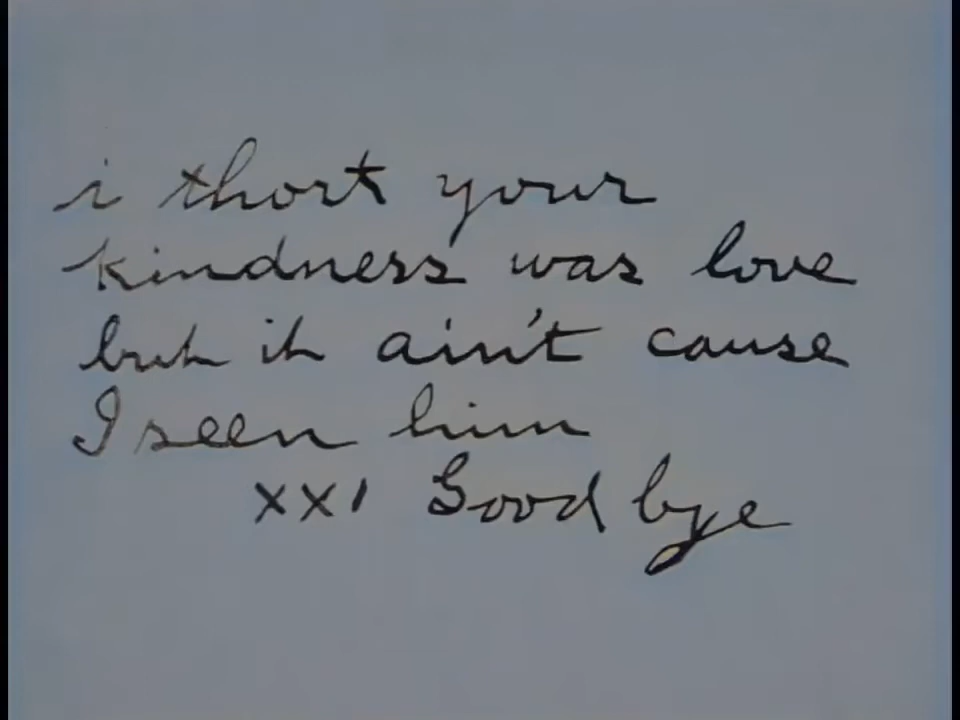 i thort your
kindness was love
but it ain't cause
I seen him
xx1 Good bye